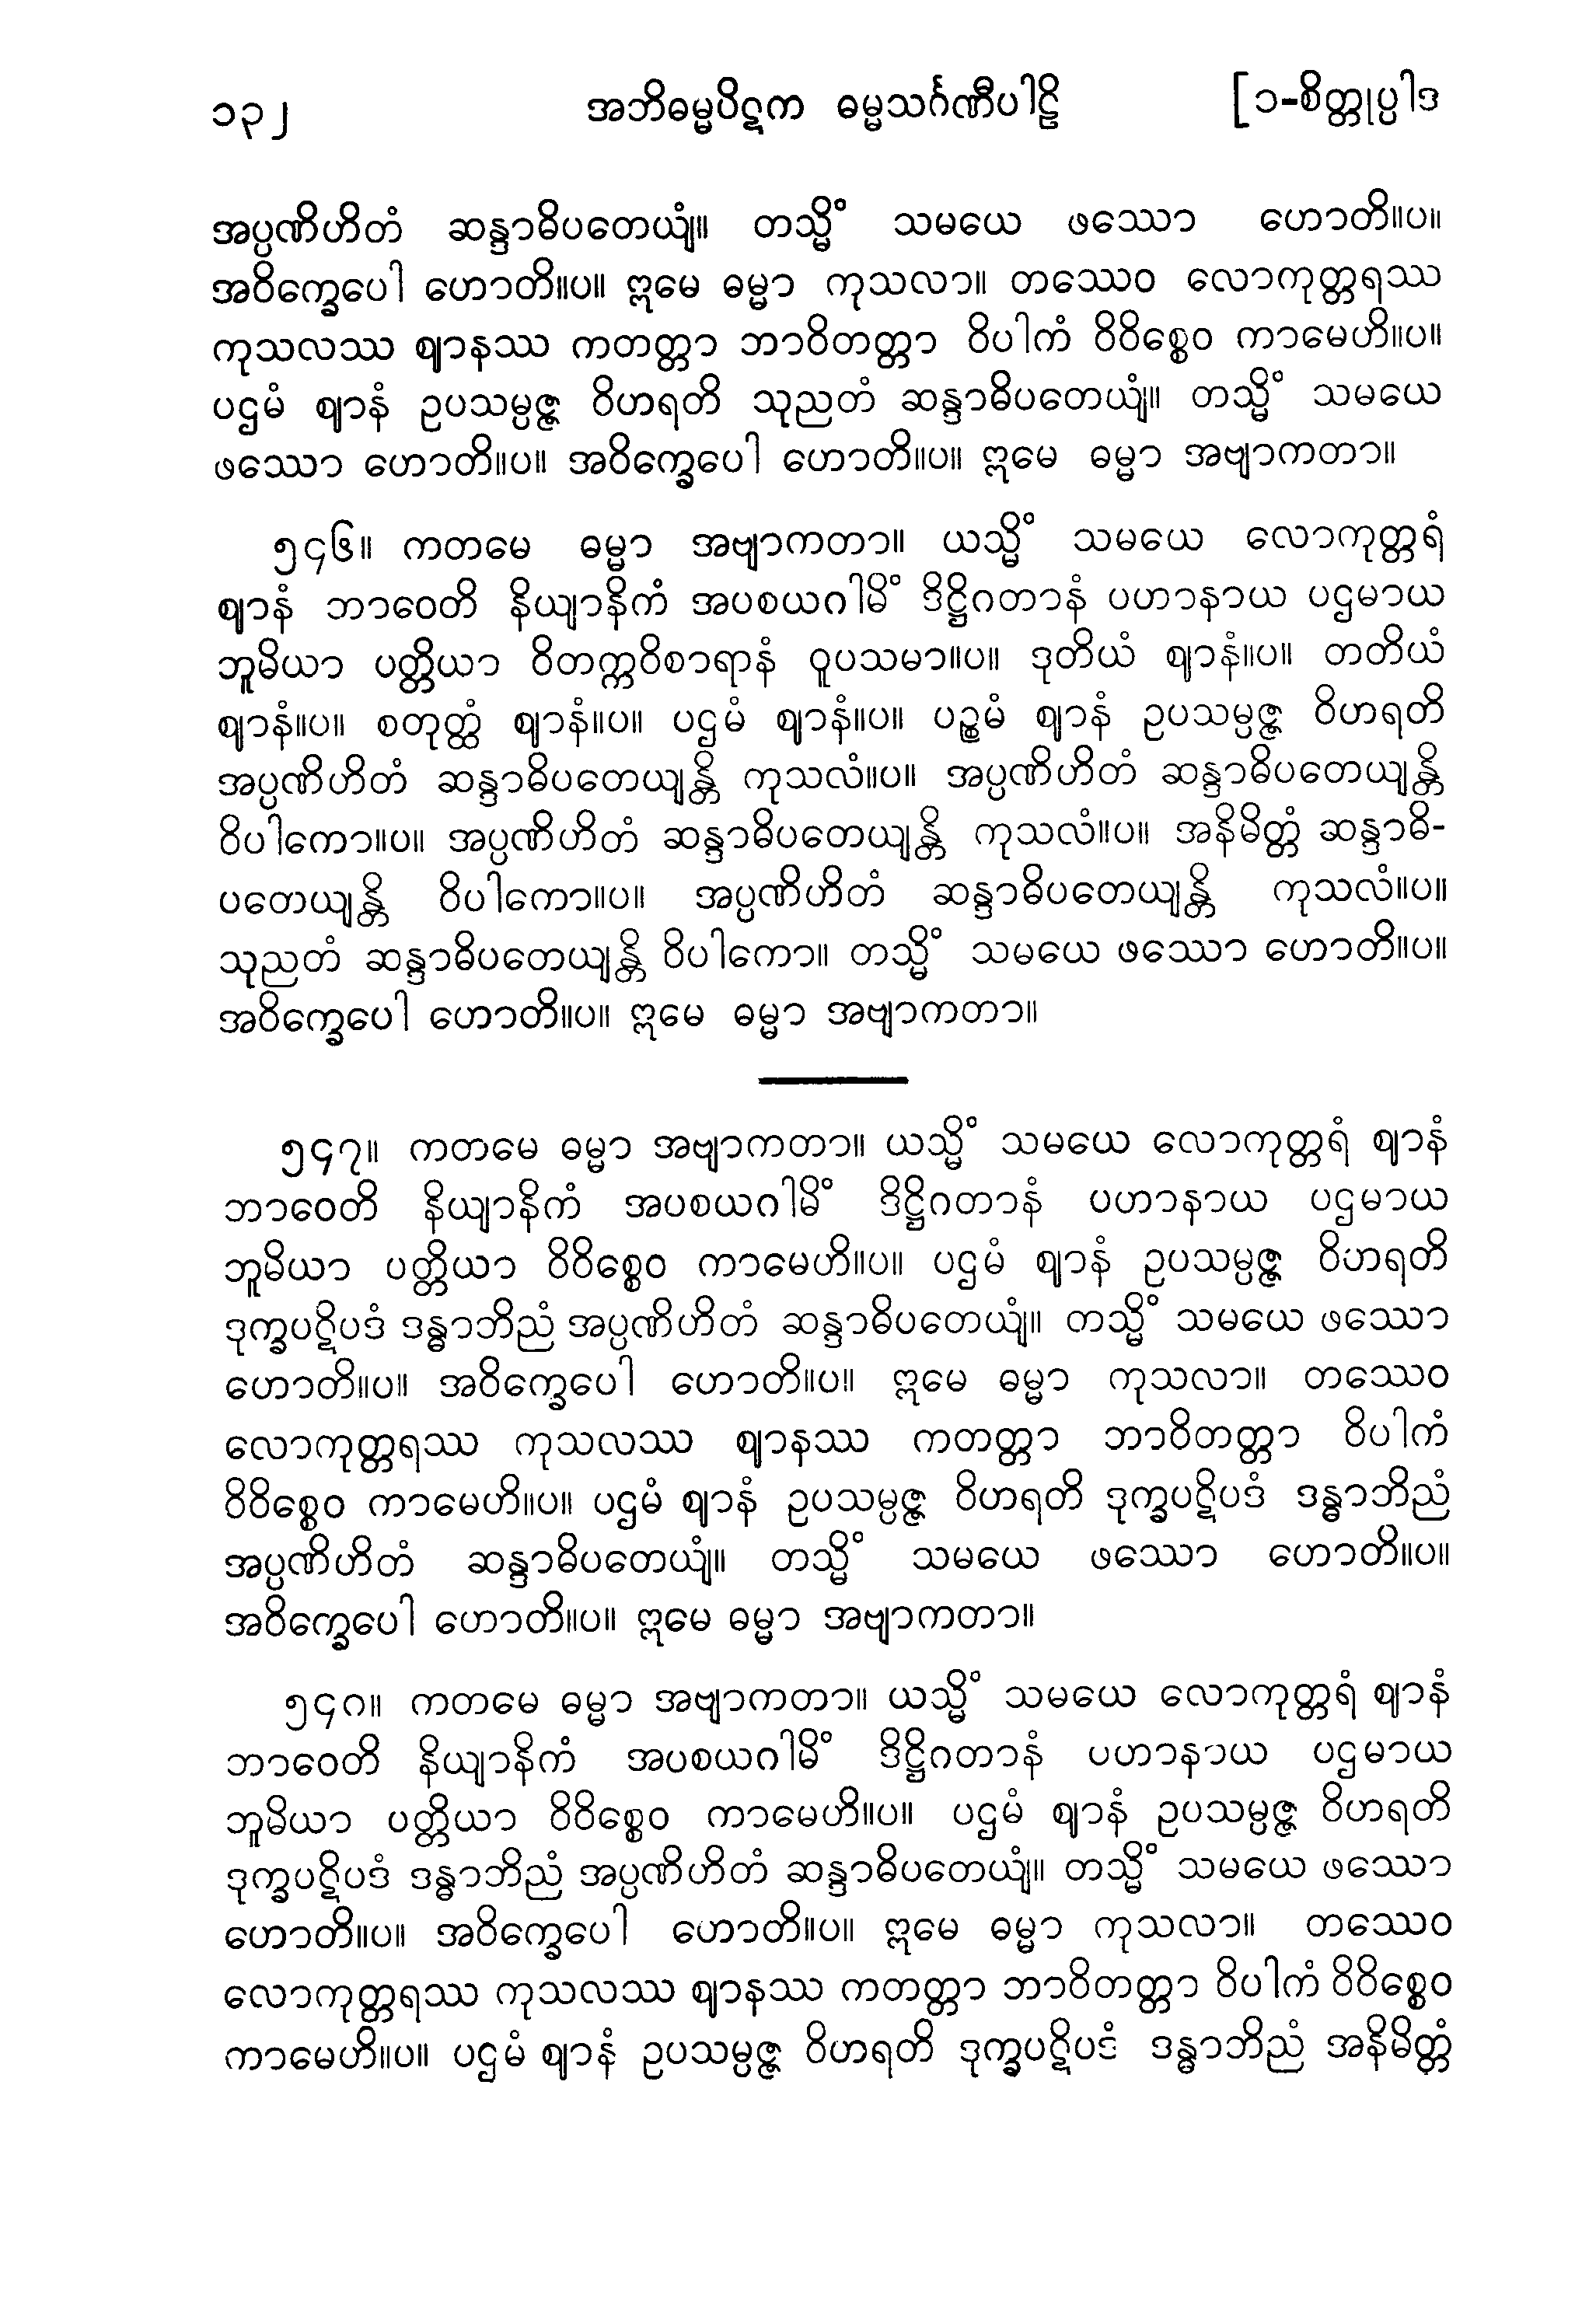 ၁၃၂ အဘိဓမ္မပိဋက ဓမ္မသင်္ဂဏီပါဠိ [၁-စိတ္တုပ္ပါဒ
အပ္ပဏိဟိတံ ဆန္ဒာဓိပတေယျံ။ တသ္မိံ သမယေ ဖဿော ဟောတိ။ပ။
အဝိက္ခေပေါ ဟောတိ။ပ။ ဣမေ ဓမ္မာ ကုသလာ။ တဿေဝ လောကုတ္တရဿ
ကုသလဿ ဈာနဿ ကတတ္တာ ဘာဝိတတ္တာ ဝိပါကံ ဝိဝိစ္စေဝ ကာမေဟိ။ပ။
ပဌမံ ဈာနံ ဥပသမ္ပဇ္ဇ ဝိဟရတိ သုညတံ ဆန္ဒာဓိပတေယျံ။ တသ္မိံ သမယေ
ဖဿော ဟောတိ။ပ။ အဝိက္ခေပေါ ဟောတိ။ပ။ ဣမေ ဓမ္မာ အဗျာကတာ။
၅၄၆။ ကတမေ ဓမ္မာ အဗျာကတာ။ ယသ္မိံ သမယေ လောကုတ္တရံ
ဈာနံ ဘာဝေတိ နိယျာနိကံ အပစယဂါမိံ ဒိဋ္ဌိဂတာနံ ပဟာနာယ ပဌမာယ
ဘူမိယာ ပတ္တိယာ ဝိတက္ကဝိစာရာနံ ဝူပသမာ။ပ။ ဒုတိယံ ဈာနံ။ပ။ တတိယံ
ဈာနံ။ပ။ စတုတ္ထံ ဈာနံ။ပ။ ပဌမံ ဈာနံ။ပ။ ပဉ္စမံ ဈာနံ ဥပသမ္ပဇ္ဇ ဝိဟရတိ
အပ္ပဏိဟိတံ ဆန္ဒာဓိပတေယျန္တိ ကုသလံ။ပ။ အပ္ပဏိဟိတံ ဆန္ဒာဓိပတေယျန္တိ
ဝိပါကော။ပ။ အပ္ပဏိဟိတံ ဆန္ဒာဓိပတေယျန္တိ ကုသလံ။ပ။ အနိမိတ္တံ ဆန္ဒာဓိ-
ပတေယျန္တိ ဝိပါကော။ပ။ အပ္ပဏိဟိတံ ဆန္ဒာဓိပတေယျန္တိ ကုသလံ။ပ။
သုညတံ ဆန္ဒာဓိပတေယျန္တိ ဝိပါကော။ တသ္မိံ သမယေ ဖဿော ဟောတိ။ပ။
အဝိက္ခေပေါ ဟောတိ။ပ။ ဣမေ ဓမ္မာ အဗျာကတာ။
၅၄၇။ ကတမေ ဓမ္မာ အဗျာကတာ။ ယသ္မိံ သမယေ လောကုတ္တရံ ဈာနံ
ဘာဝေတိ နိယျာနိကံ အပစယဂါမိံ ဒိဋ္ဌိဂတာနံ ပဟာနာယ ပဌမာယ
ဘူမိယာ ပတ္တိယာ ဝိဝိစ္စေဝ ကာမေဟိ။ပ။ ပဌမံ ဈာနံ ဥပသမ္ပဇ္ဇ ဝိဟရတိ
ဒုက္ခပဋိပဒံ ဒန္ဓာဘိညံ အပ္ပဏိဟိတံ ဆန္ဒာဓိပတေယျံ။ တသ္မိံ သမယေ ဖဿော
ဟောတိ။ပ။ အဝိက္ခေပေါ ဟောတိ။ပ။ ဣမေ ဓမ္မာ ကုသလာ။ တဿေဝ
လောကုတ္တရဿ ကုသလဿ ဈာနဿ ကတတ္တာ ဘာဝိတတ္တာ ဝိပါကံ
ဝိဝိစ္စေဝ ကာမေဟိ။ပ။ ပဌမံ ဈာနံ ဥပသမ္ပဇ္ဇ ဝိဟရတိ ဒုက္ခပဋိပဒံ ဒန္ဓာဘိညံ
အပ္ပဏိဟိတံ ဆန္ဒာဓိပတေယျံ။ တသ္မိံ သမယေ ဖဿော ဟောတိ။ပ။
အဝိက္ခေပေါ ဟောတိ။ပ။ ဣမေ ဓမ္မာ အဗျာကတာ။
၅၄၈။ ကတမေ ဓမ္မာ အဗျာကတာ။ ယသ္မိံ သမယေ လောကုတ္တရံ ဈာနံ
ဘာဝေတိ နိယျာနိကံ အပစယဂါမိံ ဒိဋ္ဌိဂတာနံ ပဟာနာယ ပဌမာယ
ဘူမိယာ ပတ္တိယာ ဝိဝိစ္စေဝ ကာမေဟိ။ပ။ ပဌမံ ဈာနံ ဥပသမ္ပဇ္ဇ ဝိဟရတိ
ဒုက္ခပဋိပဒံ ဒန္ဓာဘိညံ အပ္ပဏိဟိတံ ဆန္ဒာဓိပတေယျံ။ တသ္မိံ သမယေ ဖဿော
ဟောတိ။ပ။ အဝိက္ခေပေါ ဟောတိ။ပ။ ဣမေ ဓမ္မာ ကုသလာ။ တဿေဝ
လောကုတ္တရဿ ကုသလဿ ဈာနဿ ကတတ္တာ ဘာဝိတတ္တာ ဝိပါကံ ဝိဝိစ္စေဝ
ကာမေဟိ။ပ။ ပဌမံ ဈာနံ ဥပသမ္ပဇ္ဇ ဝိဟရတိ ဒုက္ခပဋိပဒံ ဒန္ဓာဘိညံ အနိမိတ္တံ